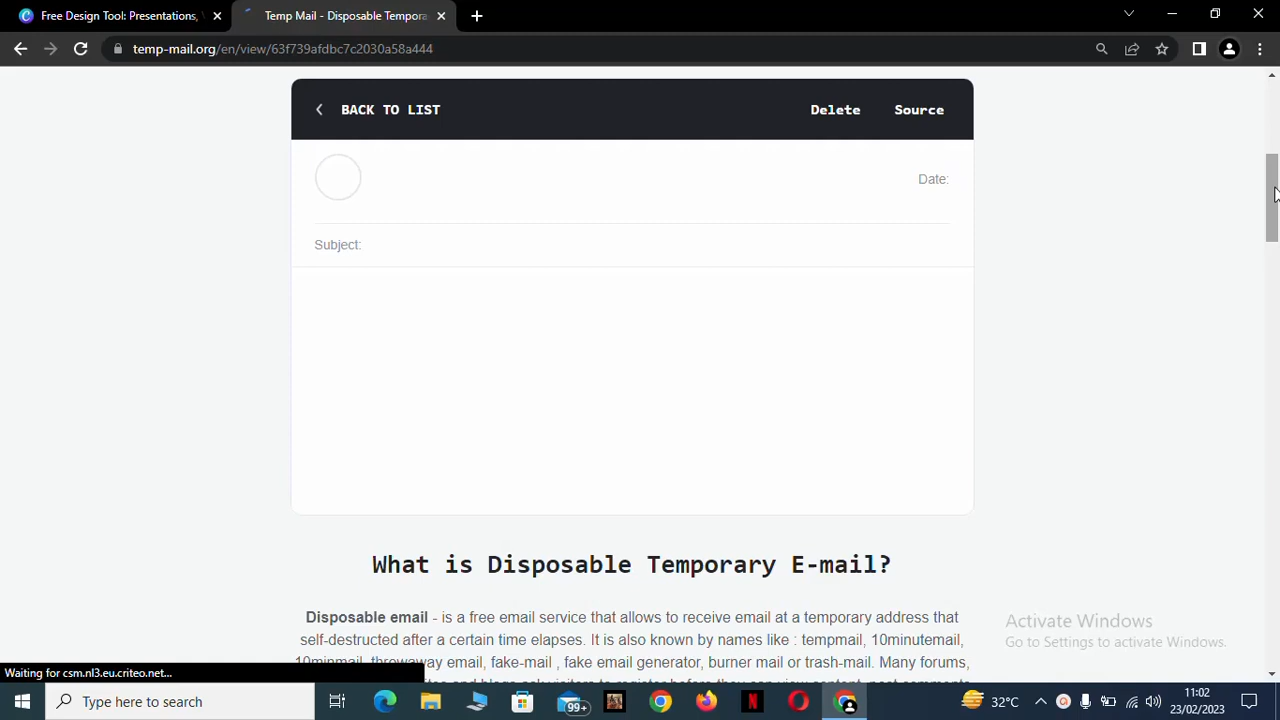 Free Design Tool: Presentations,
Temp Mail - Disposable Tempora
temp-mail.org/en/view/63f739afdbc7c2030a58a444
BACK TO LIST
Delete
Source
Date:
Subject:
What is Disposable Temporary E-mail?
Disposable email - is a free email service that allows to receive email at a temporary address that
self-destructed after a certain time elapses. It is also known by names like : tempmail, 10minutemail,
10minmail, throwaway email, fake-mail , fake email generator, burner mail or trash-mail. Many forums,
Activate Windows
Go to Settings to activate Windows.
Waiting for csm.nl3.eu.criteo.net...
Type here to search
99+
32°C
11:02
23/02/2023